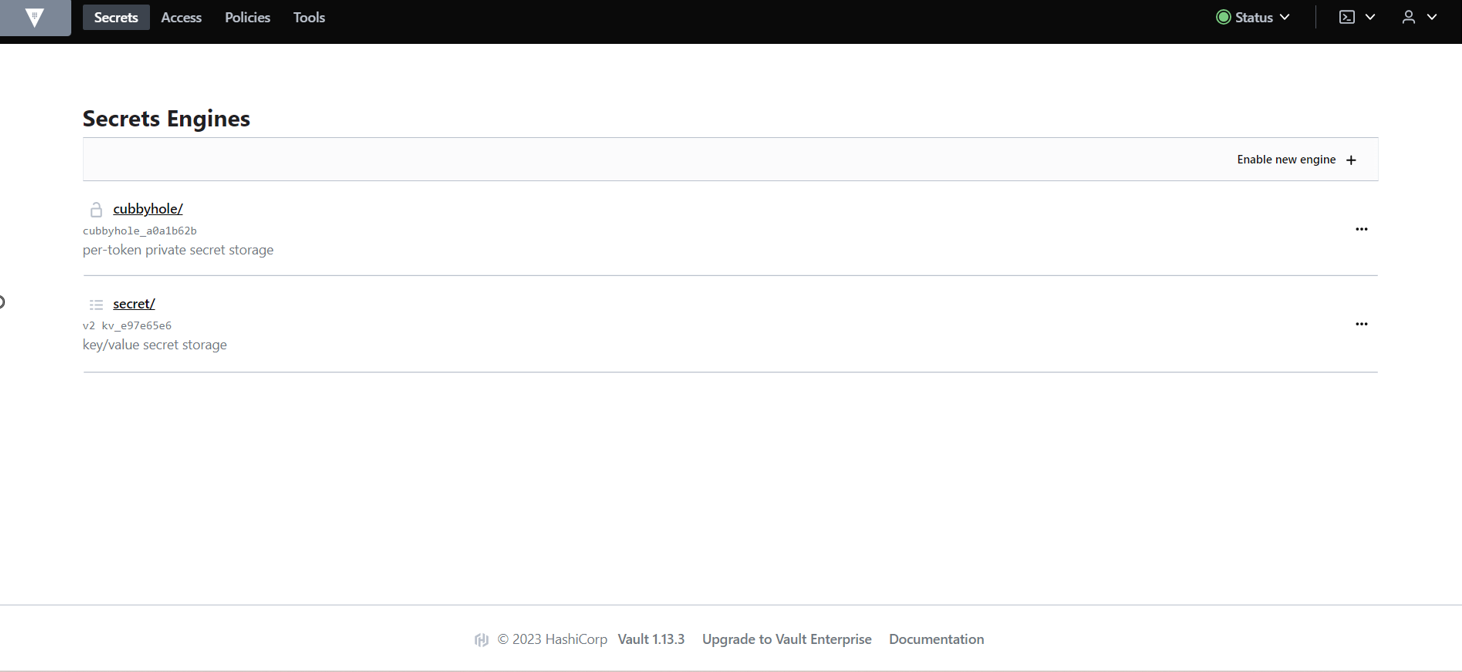 Secrets Access Policies Tools Status
Secrets Engines
Enable new engine +
cubbyhole/
cubbyhole_a0a1b62b
per-token private secret storage
secret/
v2 kv_e97e65e6
key/value secret storage
© 2023 HashiCorp Vault 1.13.3 Upgrade to Vault Enterprise Documentation